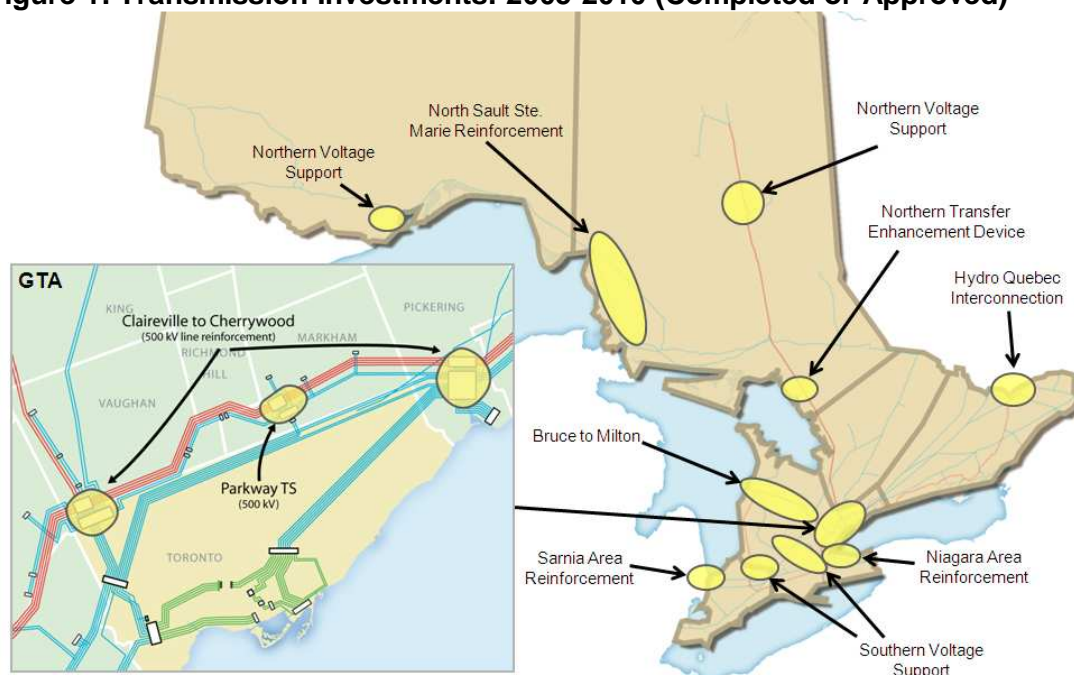 Figure 1: Transmission Investments: 2005-2010 (Completed or Approved)
North Sault Ste.
Marie Reinforcement
Northern Voltage
Support
Northern Voltage
Support
Northern Transfer
Enhancement Device
Hydro Quebec
Interconnection
GTA
KING
PICKERING
Claireville to Cherrywood
(500 kV line reinforcement)
MARKHAM
RICHMOND
HILL
VAUGHAN
Parkway TS
(500 kV)
TORONTO
Bruce to Milton
Sarnia Area
Reinforcement
Niagara Area
Reinforcement
Southern Voltage
Support